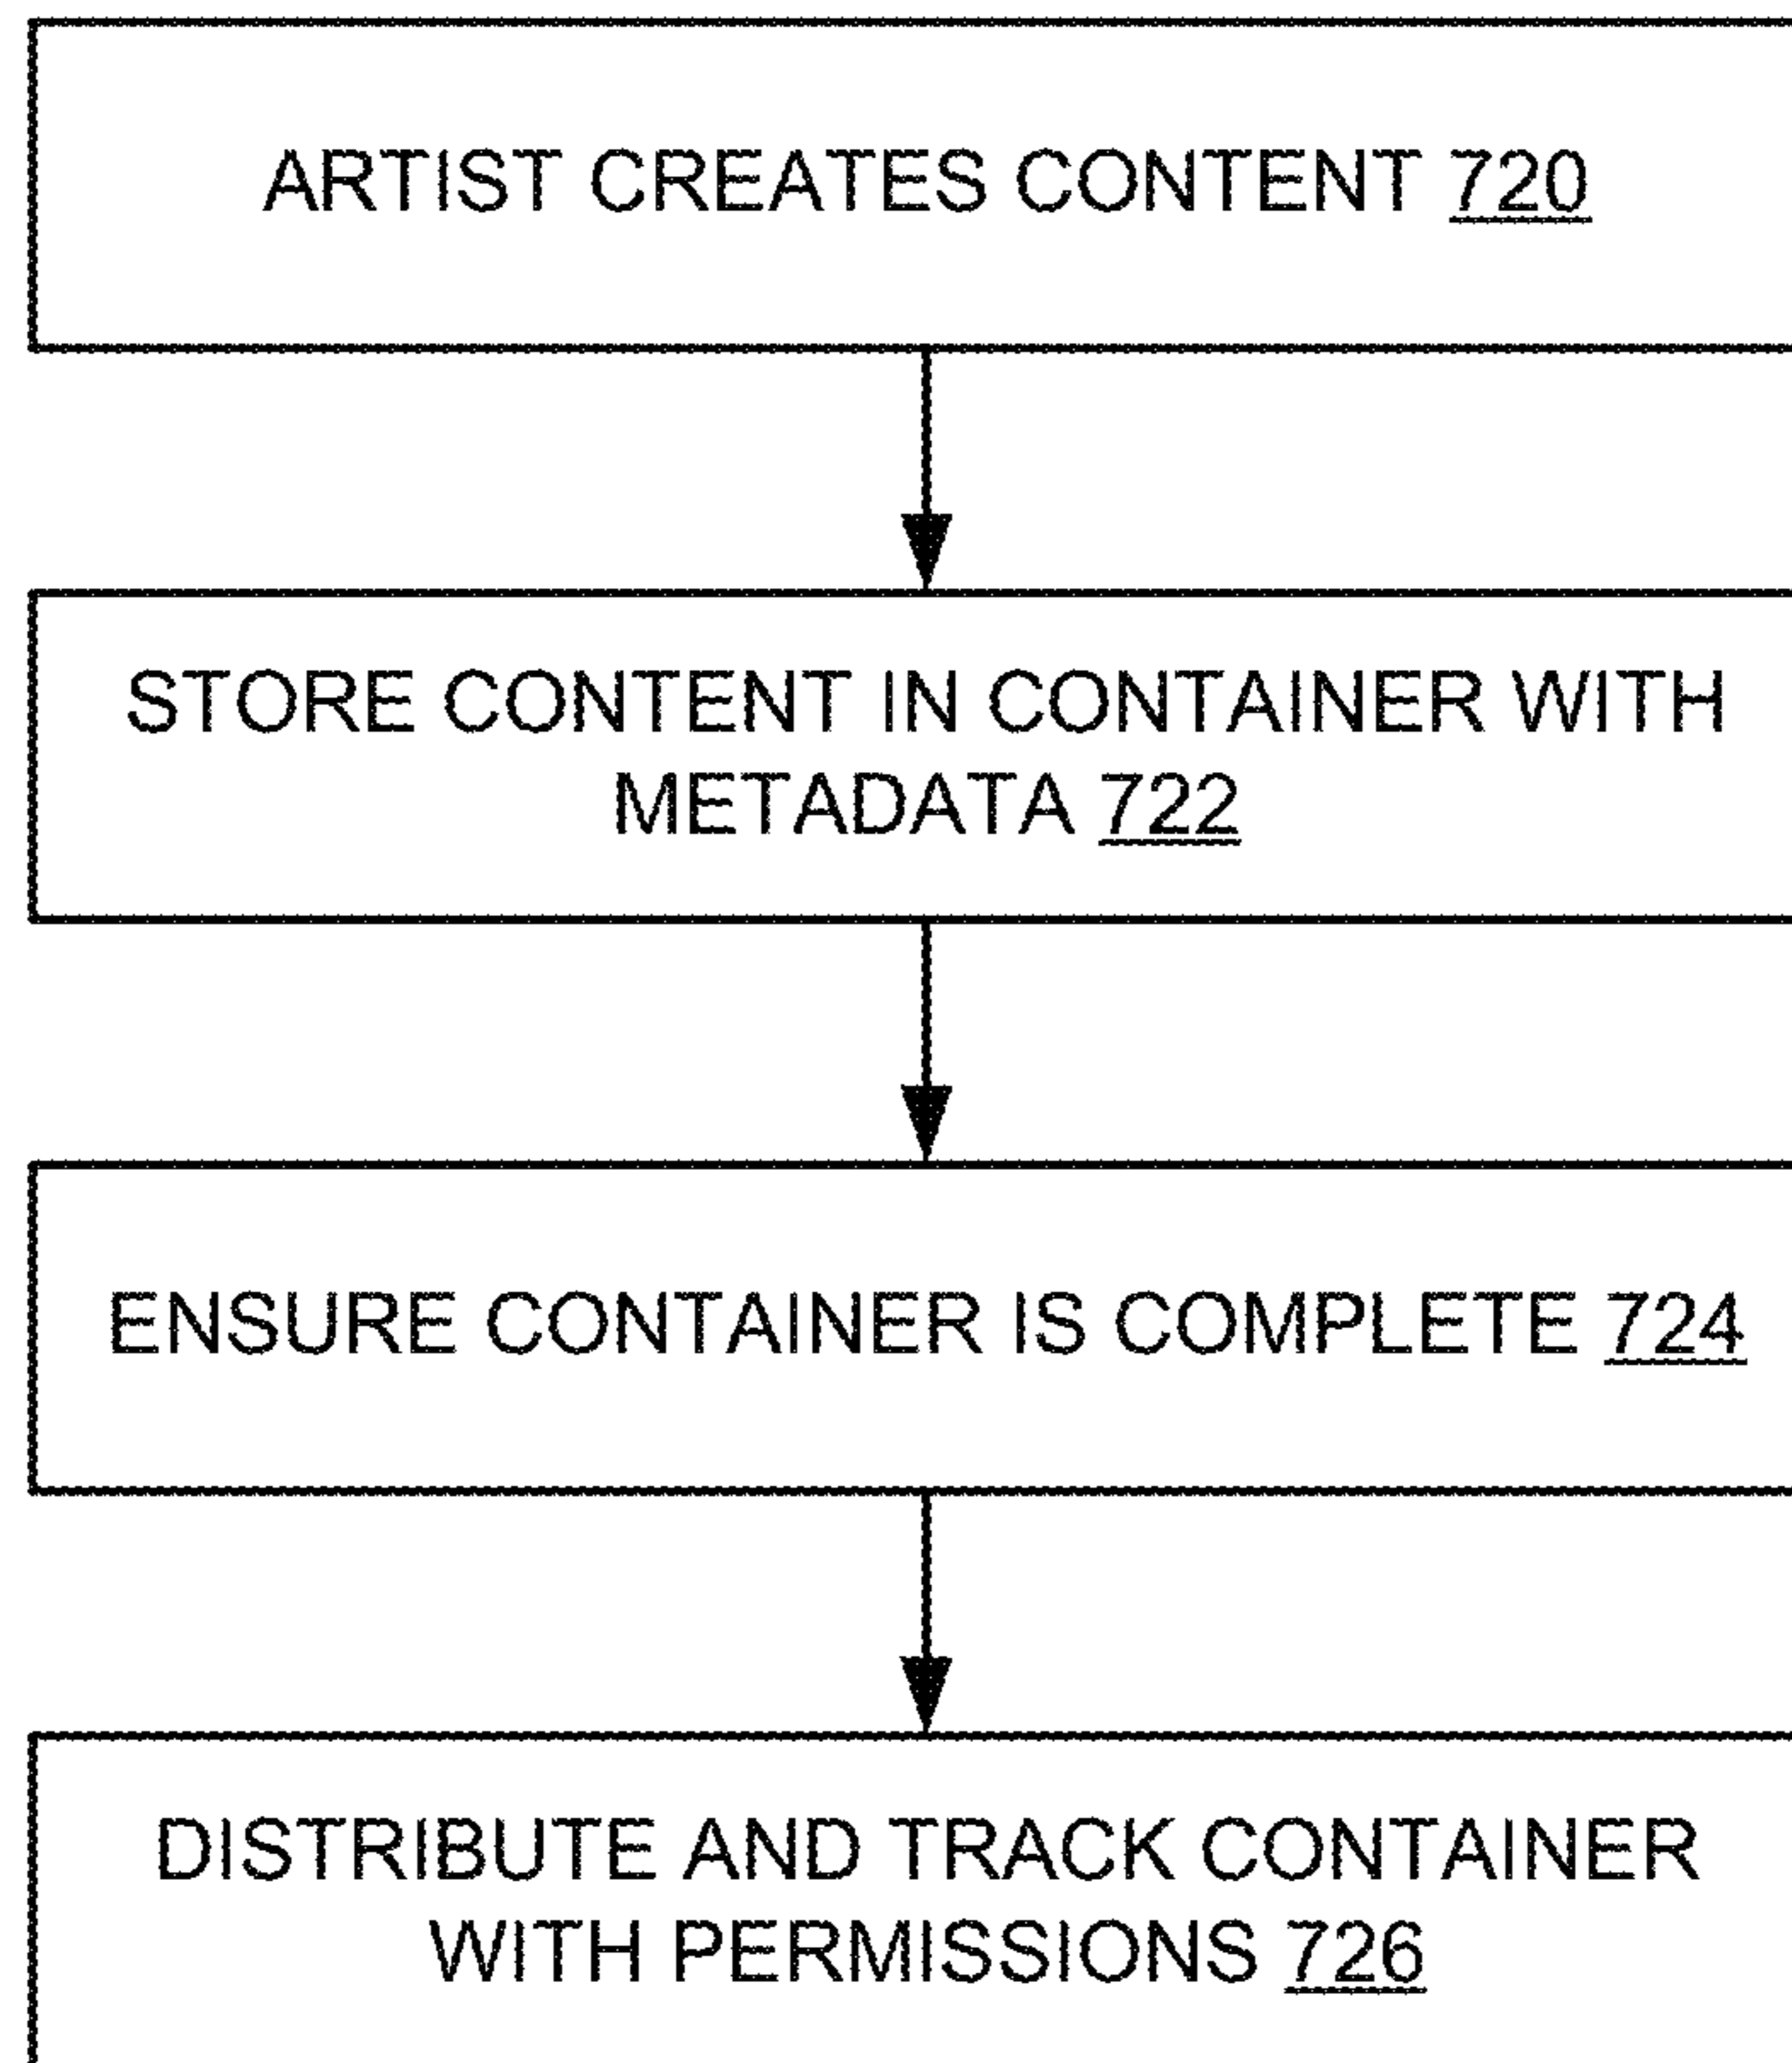 ARTIST CREATES CONTENT 720
STORE CONTENT IN CONTAINER WITH
METADATA 722
ENSURE CONTAINER IS COMPLETE 724
DISTRIBUTE AND TRACK CONTAINER
WITH PERMISSIONS 726